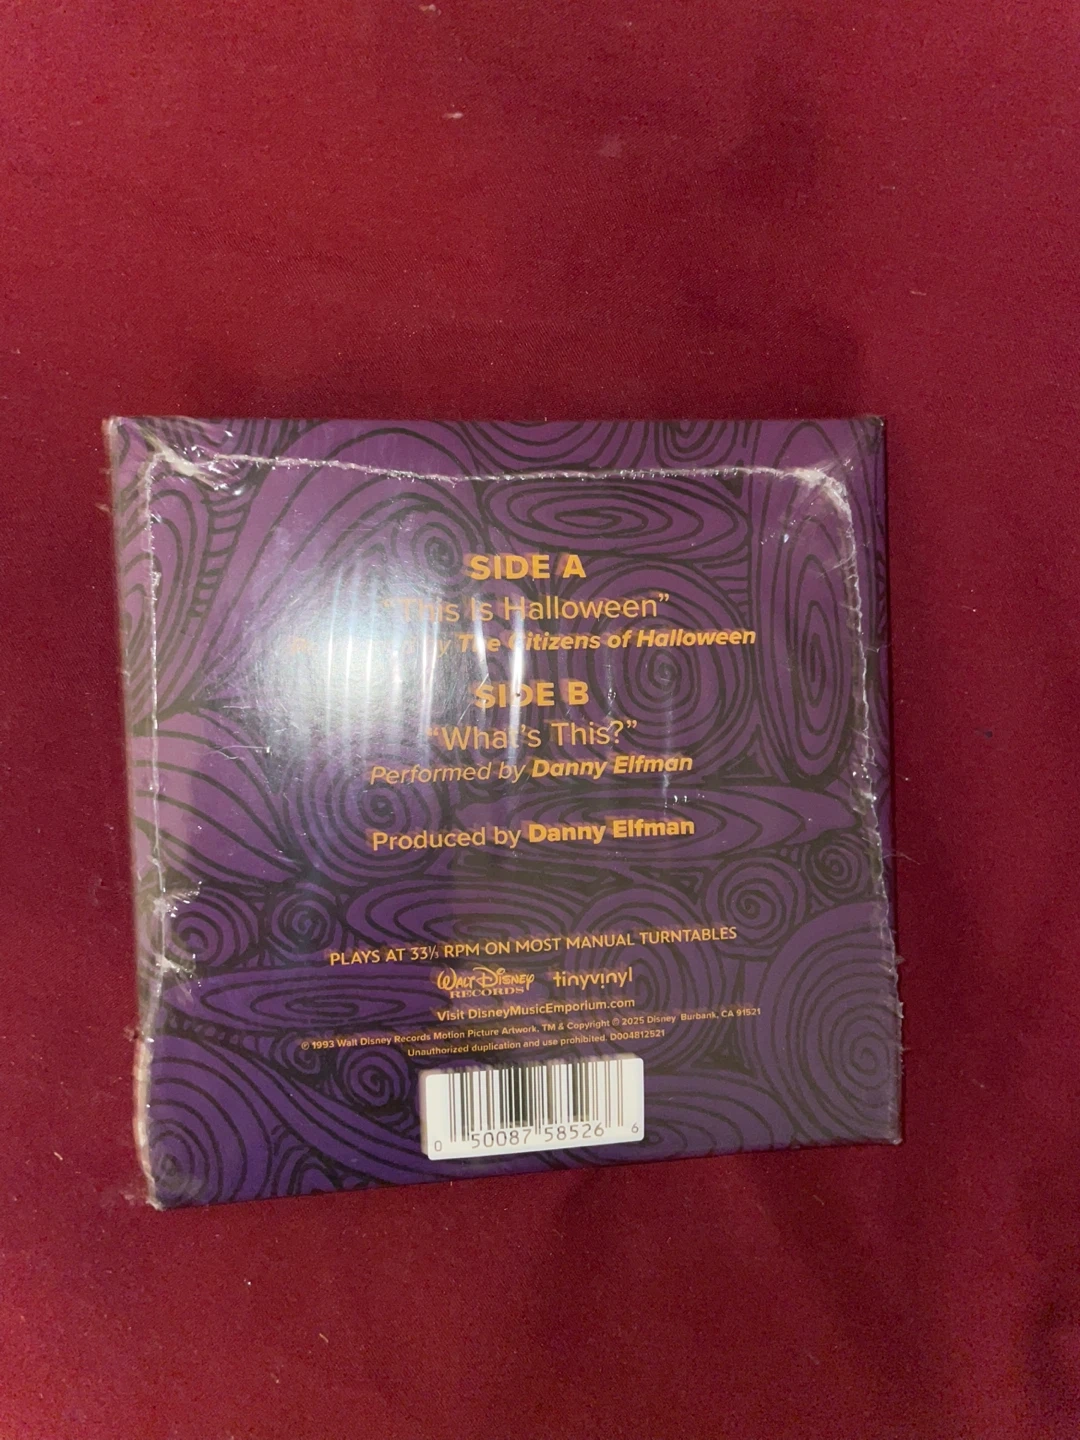 SIDE A
"This Is Halloween"
by The Citizens of Halloween
SIDE B
"What's This?"
Performed by Danny Elfman
Produced by Danny Elfman
PLAYS AT 33⅓ RPM ON MOST MANUAL TURNTABLES
WALT DISNEY RECORDS tinyvinyl
Visit DisneyMusicEmporium.com
℗ 1993 Walt Disney Records Motion Picture Artwork, TM & Copyright © 2025 Disney Burbank, CA 91521
Unauthorized duplication and use prohibited. D004812521
0 50087 58526 6